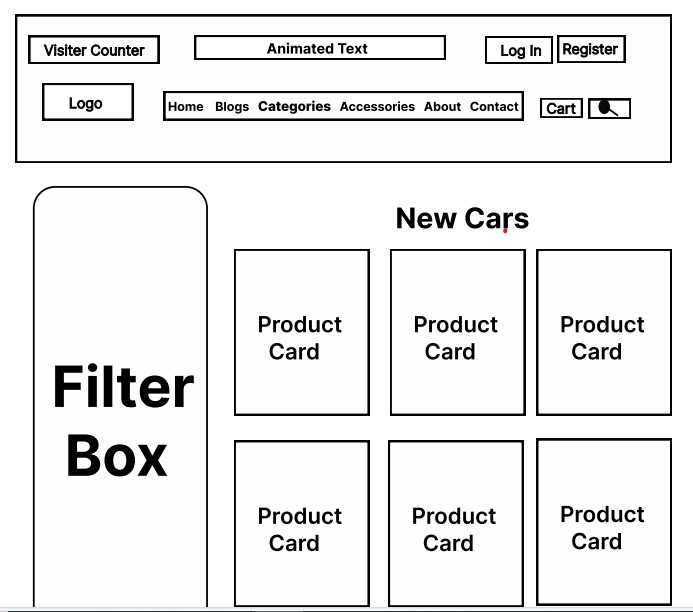 Visiter Counter
Animated Text
Log In
Register
Logo
Home Blogs Categories Accessories About Contact
Cart
New Cars
Filter
Box
Product
Card
Product
Card
Product
Card
Product
Card
Product
Card
Product
Card